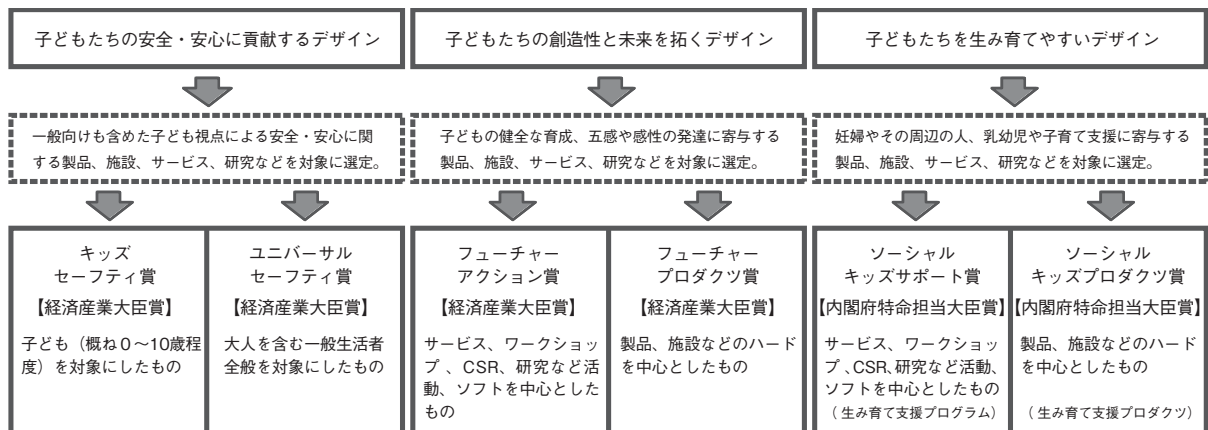 子どもたちの安全・安心に貢献するデザイン
子どもたちの創造性と未来を拓くデザイン
子どもたちを生み育てやすいデザイン
一般向けも含めた子ども視点による安全・安心に関
する製品、施設、サービス、研究などを対象に選定。
子どもの健全な育成、五感や感性の発達に寄与する
製品、施設、サービス、研究などを対象に選定。
妊婦やその周辺の人、乳幼児や子育て支援に寄与する
製品、施設、サービス、研究などを対象に選定。
キッズ
セーフティ賞
【経済産業大臣賞】
子ども（概ね０～10歳程
度）を対象にしたもの
ユニバーサル
セーフティ賞
【経済産業大臣賞】
大人を含む一般生活者
全般を対象にしたもの
フューチャー
アクション賞
【経済産業大臣賞】
サービス、ワークショッ
プ、CSR、研究など活
動、ソフトを中心とした
もの
フューチャー
プロダクツ賞
【経済産業大臣賞】
製品、施設などのハード
を中心としたもの
ソーシャル
キッズサポート賞
【内閣府特命担当大臣賞】
サービス、ワークショッ
プ、CSR、研究など活動、
ソフトを中心としたもの
（生み育て支援プログラム）
ソーシャル
キッズプロダクツ賞
【内閣府特命担当大臣賞】
製品、施設などのハード
を中心としたもの
（生み育て支援プロダクツ）